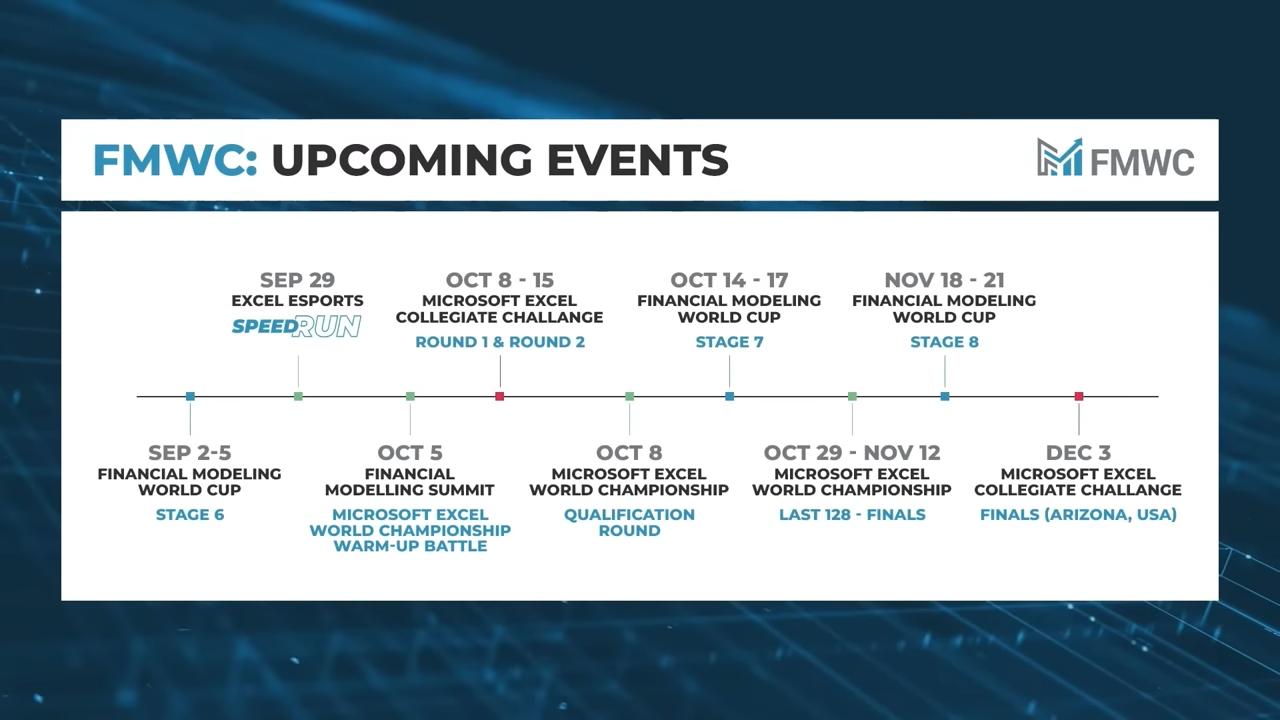 FMWC: UPCOMING EVENTS
FMWC
SEP 29
EXCEL ESPORTS
SPEEDRUN
OCT 8 - 15
MICROSOFT EXCEL
COLLEGIATE CHALLANGE
ROUND 1 & ROUND 2
OCT 14 - 17
FINANCIAL MODELING
WORLD CUP
STAGE 7
NOV 18 - 21
FINANCIAL MODELING
WORLD CUP
STAGE 8
SEP 2-5
FINANCIAL MODELING
WORLD CUP
STAGE 6
OCT 5
FINANCIAL
MODELLING SUMMIT
MICROSOFT EXCEL
WORLD CHAMPIONSHIP
WARM-UP BATTLE
OCT 8
MICROSOFT EXCEL
WORLD CHAMPIONSHIP
QUALIFICATION
ROUND
OCT 29 - NOV 12
MICROSOFT EXCEL
WORLD CHAMPIONSHIP
LAST 128 - FINALS
DEC 3
MICROSOFT EXCEL
COLLEGIATE CHALLANGE
FINALS (ARIZONA, USA)